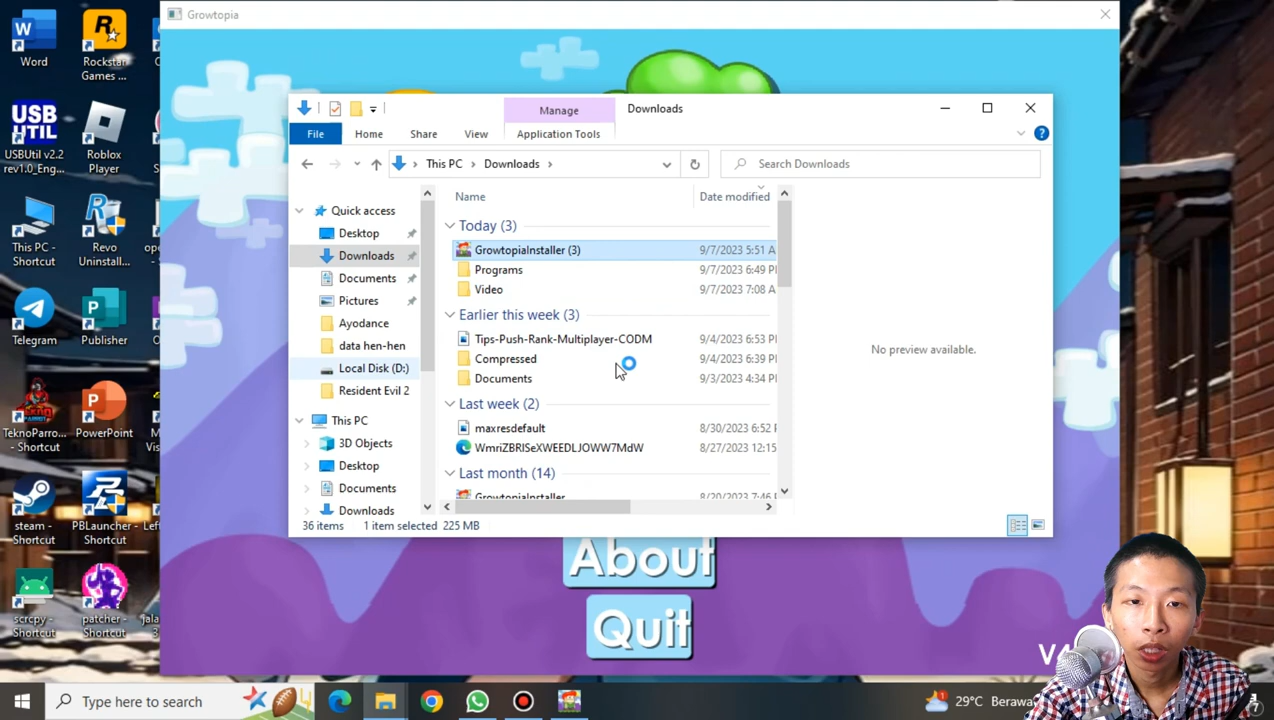 Growtopia
Word
Rockstar
Games ...
USB
UTIL
USBUtil v2.2
rev1.0_Eng...
Roblox
Player
This PC -
Shortcut
Revo
Uninstall...
Telegram
Publisher
TeknoParro...
- Shortcut
PowerPoint
steam -
Shortcut
PBLauncher -
Shortcut
scrcpy -
Shortcut
patcher -
Shortcut
Manage
Downloads
File
Home
Share
View
Application Tools
This PC
Downloads
Search Downloads
Name
Date modified
Quick access
Desktop
Downloads
Documents
Pictures
Ayodance
data hen-hen
Local Disk (D:)
Resident Evil 2
This PC
3D Objects
Desktop
Documents
Downloads
Today (3)
GrowtopiaInstaller (3) 9/7/2023 5:51 A
Programs 9/7/2023 6:49 P
Video 9/7/2023 7:08 A
Earlier this week (3)
Tips-Push-Rank-Multiplayer-CODM 9/4/2023 6:53 P
Compressed 9/4/2023 6:39 P
Documents 9/3/2023 4:34 P
Last week (2)
maxresdefault 8/30/2023 6:52 P
WmriZBRISeXWEEDLJOWW7MdW 8/27/2023 12:15
Last month (14)
GrowtopiaInstaller 8/20/2023 7:46
No preview available.
36 items 1 item selected 225 MB
About
Quit
Type here to search
29°C Berawa